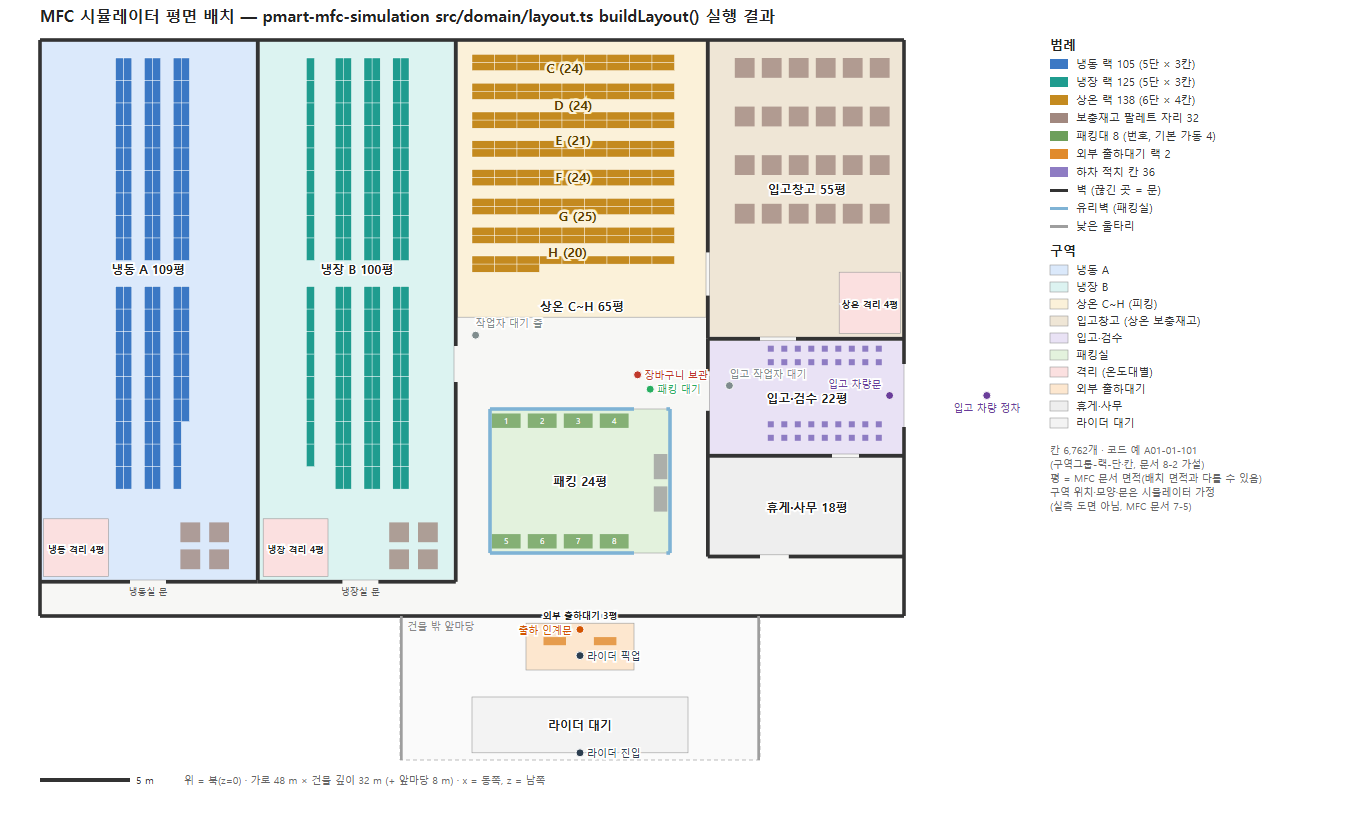 MFC 시뮬레이터 평면 배치 — pmart-mfc-simulation src/domain/layout.ts buildLayout() 실행 결과
냉동 A 109평
냉장 B 100평
C (24)
D (24)
E (21)
F (24)
G (25)
H (20)
상온 C~H 65평
입고창고 55평
상온 격리 4평
작업자 대기 줄
장바구니 보관
패킹 대기
입고 작업자 대기
입고 차량문
입고·검수 22평
입고 차량 정차
1 2 3 4
패킹 24평
5 6 7 8
휴게·사무 18평
냉동 격리 4평
냉장 격리 4평
냉동실 문
냉장실 문
외부 출하대기 3평
건물 밖 앞마당
출하 인계문
라이더 픽업
라이더 대기
라이더 진입
5 m
위 = 북(z=0) · 가로 48 m × 건물 깊이 32 m (+ 앞마당 8 m) · x = 동쪽, z = 남쪽
범례
냉동 랙 105 (5단 × 3칸)
냉장 랙 125 (5단 × 3칸)
상온 랙 138 (6단 × 4칸)
보충재고 팔레트 자리 32
패킹대 8 (번호, 기본 가동 4)
외부 출하대기 랙 2
하차 적치 칸 36
벽 (끊긴 곳 = 문)
유리벽 (패킹실)
낮은 울타리
구역
냉동 A
냉장 B
상온 C~H (피킹)
입고창고 (상온 보충재고)
입고·검수
패킹실
격리 (온도대별)
외부 출하대기
휴게·사무
라이더 대기
칸 6,762개 · 코드 예 A01-01-101
(구역그룹-랙-단·칸, 문서 8-2 가설)
평 = MFC 문서 면적(배치 면적과 다를 수 있음)
구역 위치·모양·문은 시뮬레이터 가정
(실측 도면 아님, MFC 문서 7-5)